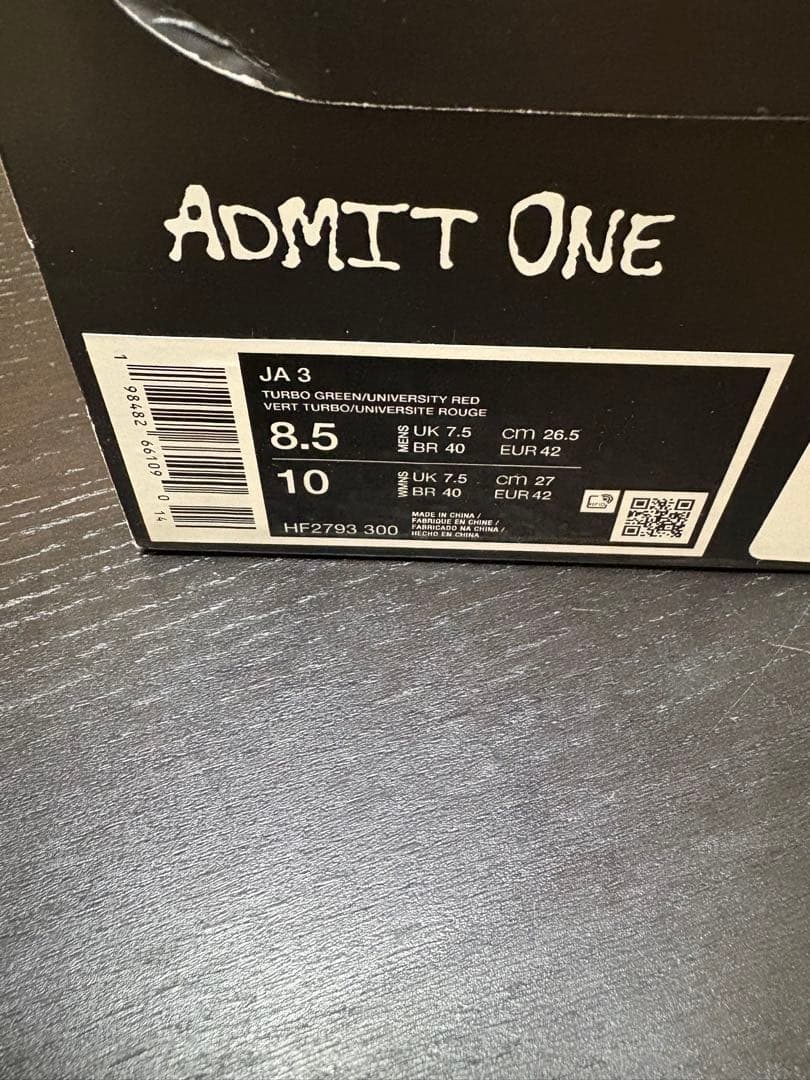 ADMIT ONE
JA 3
TURBO GREEN/UNIVERSITY RED
VERT TURBO/UNIVERSITE ROUGE
8.5 MENS UK 7.5 cm 26.5
BR 40 EUR 42
10 WMNS UK 7.5 cm 27
BR 40 EUR 42
HF2793 300
MADE IN CHINA /
FABRIQUE EN CHINE /
FABRICADO NA CHINA /
HECHO EN CHINA
1 98482 66109 0 14